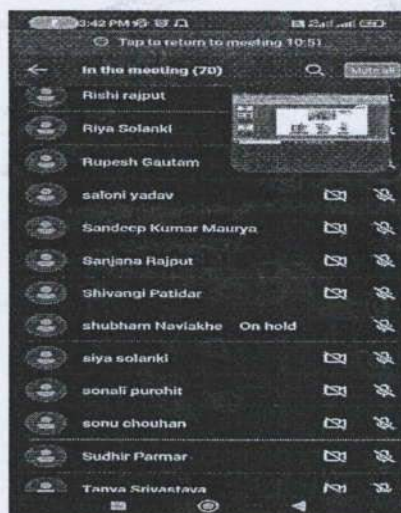 3:42 PM
Tap to return to meeting 10:51
In the meeting (70) Mute all
Rishi rajput
Riya Solanki
Rupesh Gautam
saloni yadav
Sandeep Kumar Maurya
Sanjana Rajput
Shivangi Patidar
shubham Naviakhe On hold
siya solanki
sonali purohit
sonu chouhan
Sudhir Parmar
Tanya Srivastava